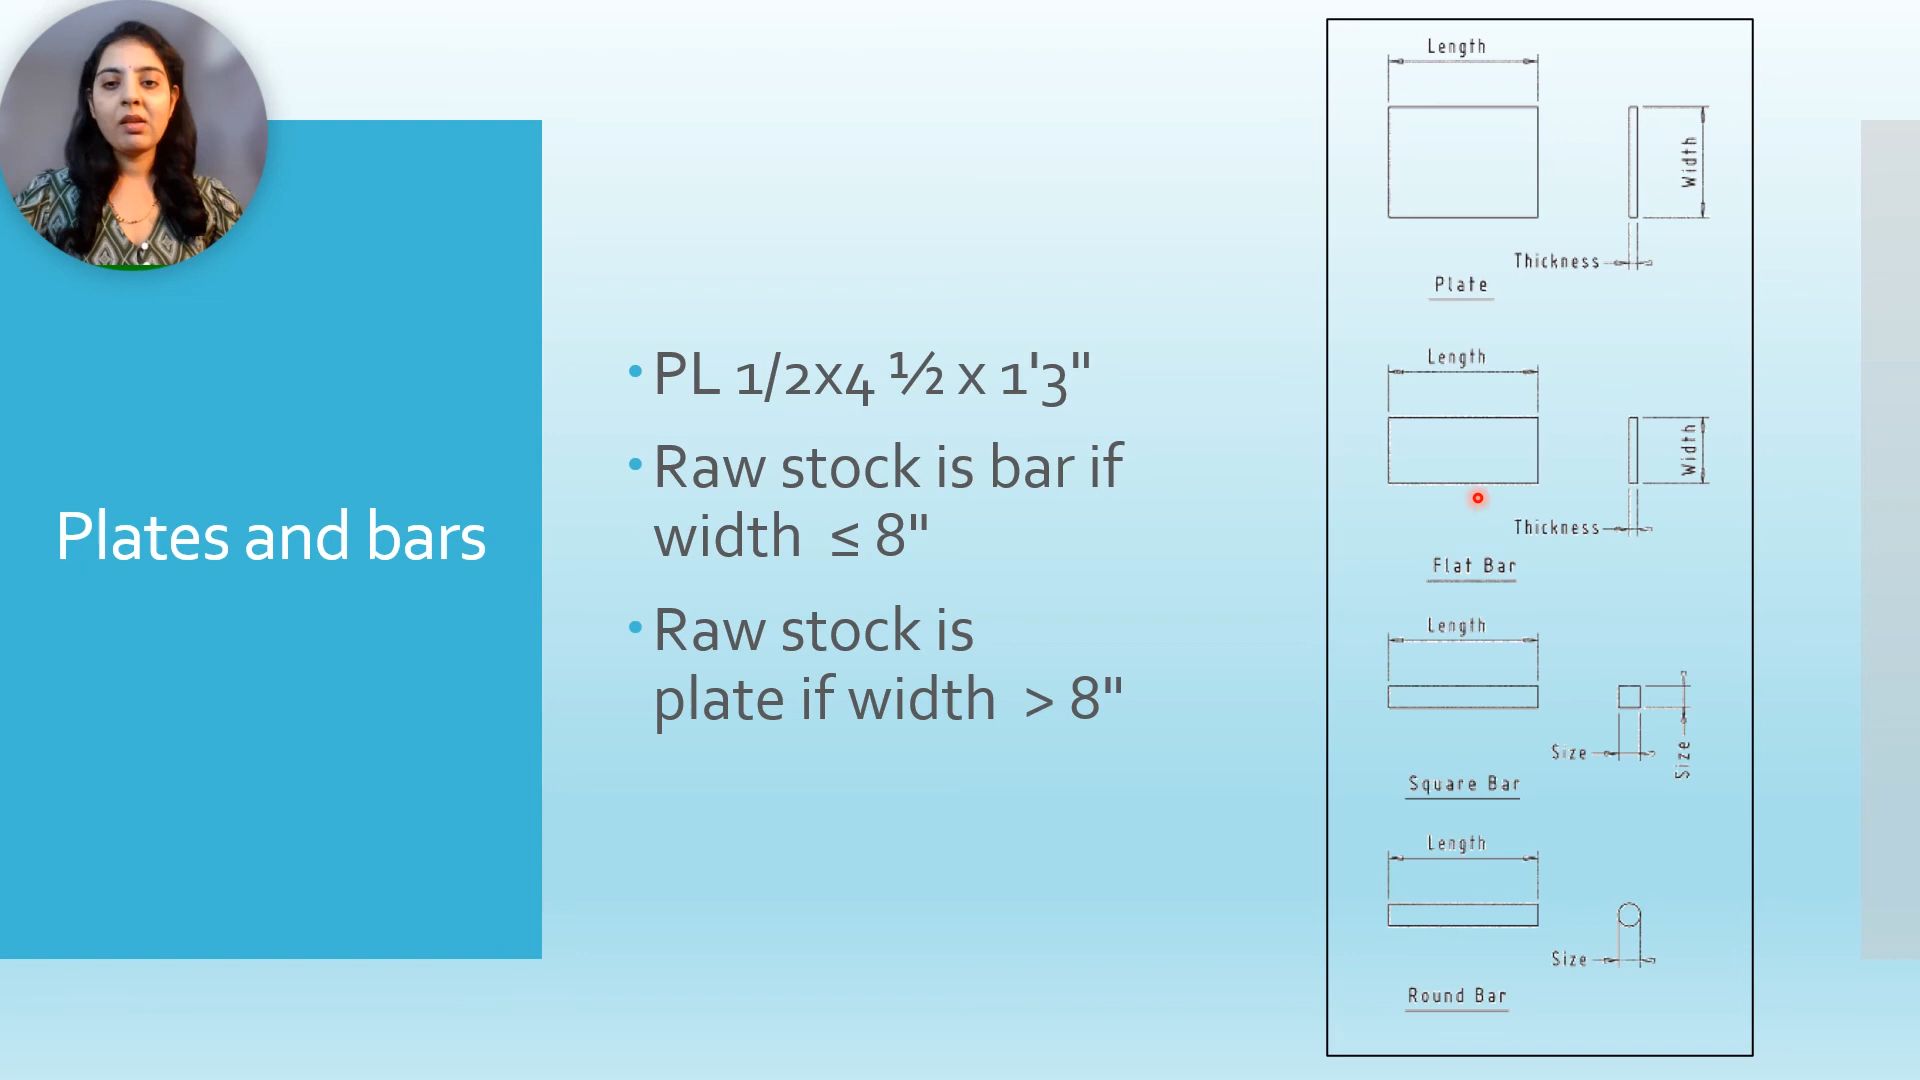 Plates and bars
• PL 1/2x4 ½ x 1'3"
• Raw stock is bar if
width ≤ 8"
• Raw stock is
plate if width > 8"
Length
Width
Thickness
Plate
Length
Width
Thickness
Flat Bar
Length
Size
Size
Square Bar
Length
Size
Round Bar